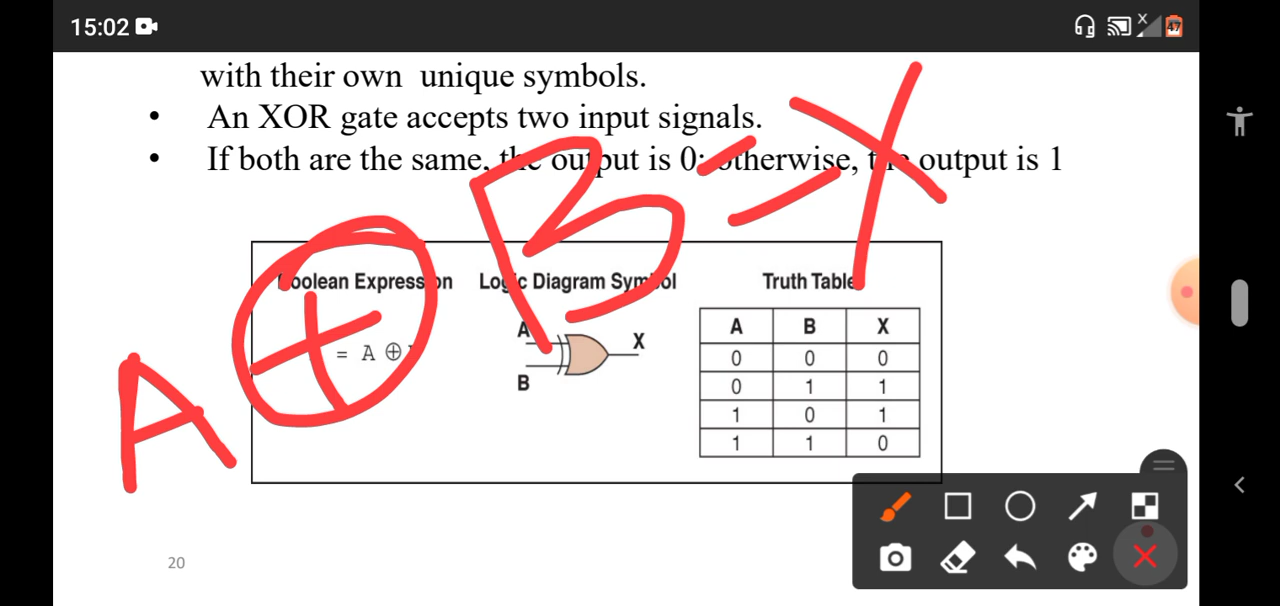 15:02
47
with their own unique symbols.
• An XOR gate accepts two input signals.
• If both are the same, the output is 0; otherwise, the output is 1
A ⊕ B = X
Boolean Expression
= A ⊕
Logic Diagram Symbol
A
B
X
Truth Table
A B X
0 0 0
0 1 1
1 0 1
1 1 0
20